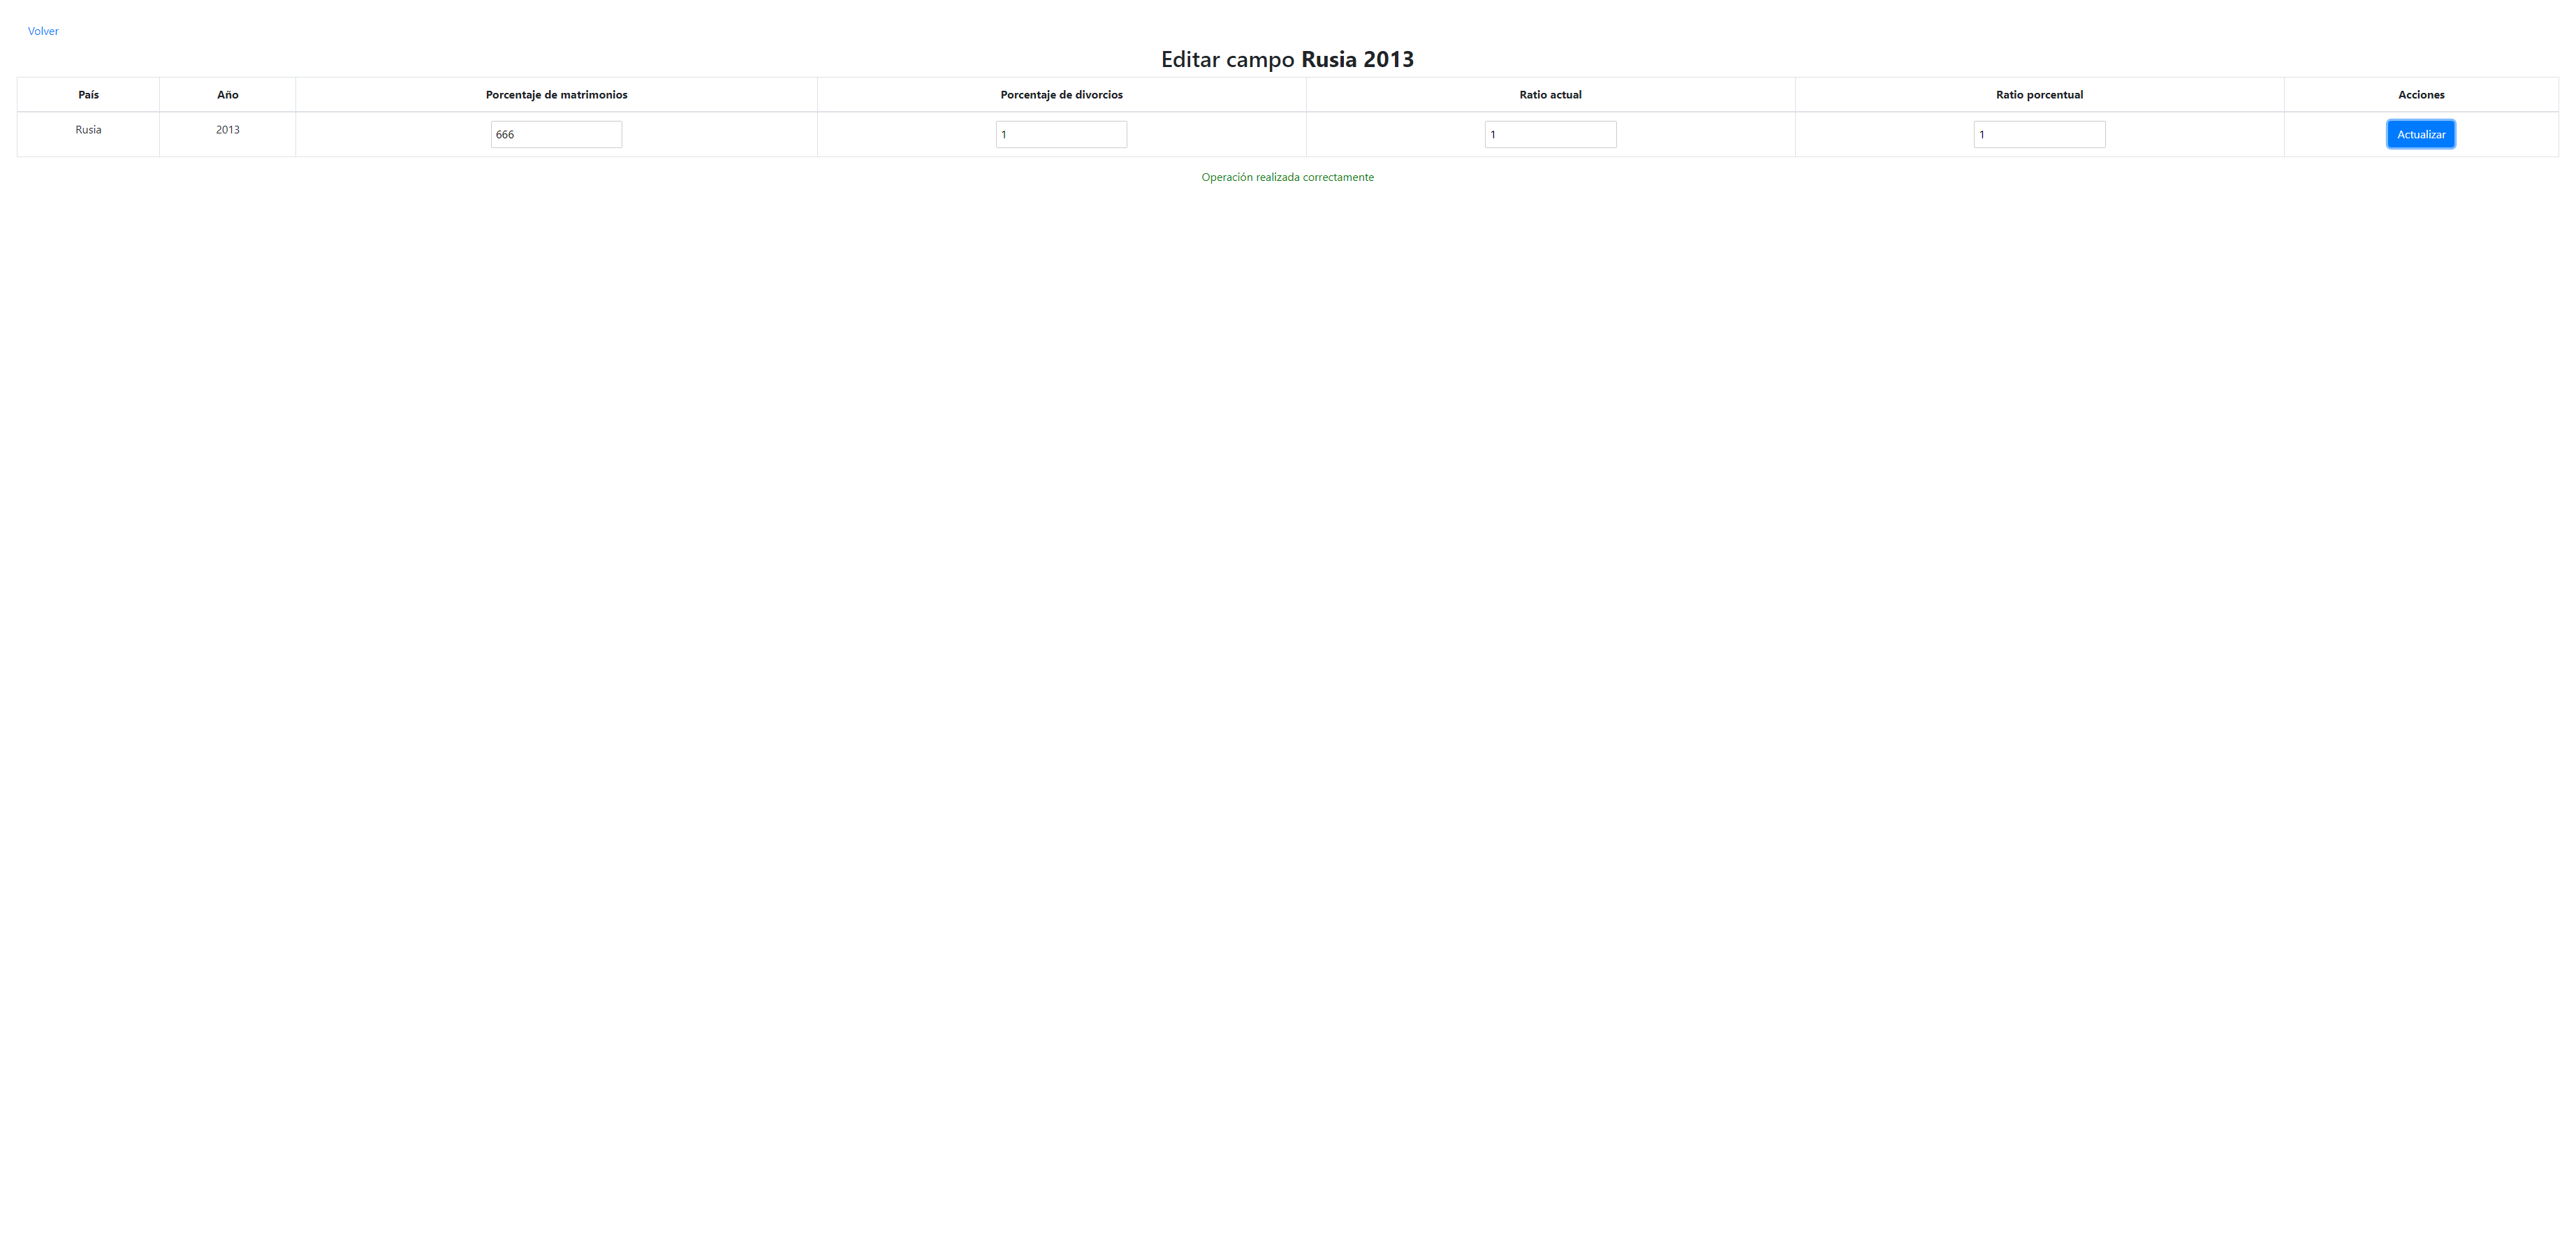 Volver
Editar campo Rusia 2013
País Año Porcentaje de matrimonios Porcentaje de divorcios Ratio actual Ratio porcentual Acciones
Rusia 2013 666 1 1 1 Actualizar
Operación realizada correctamente